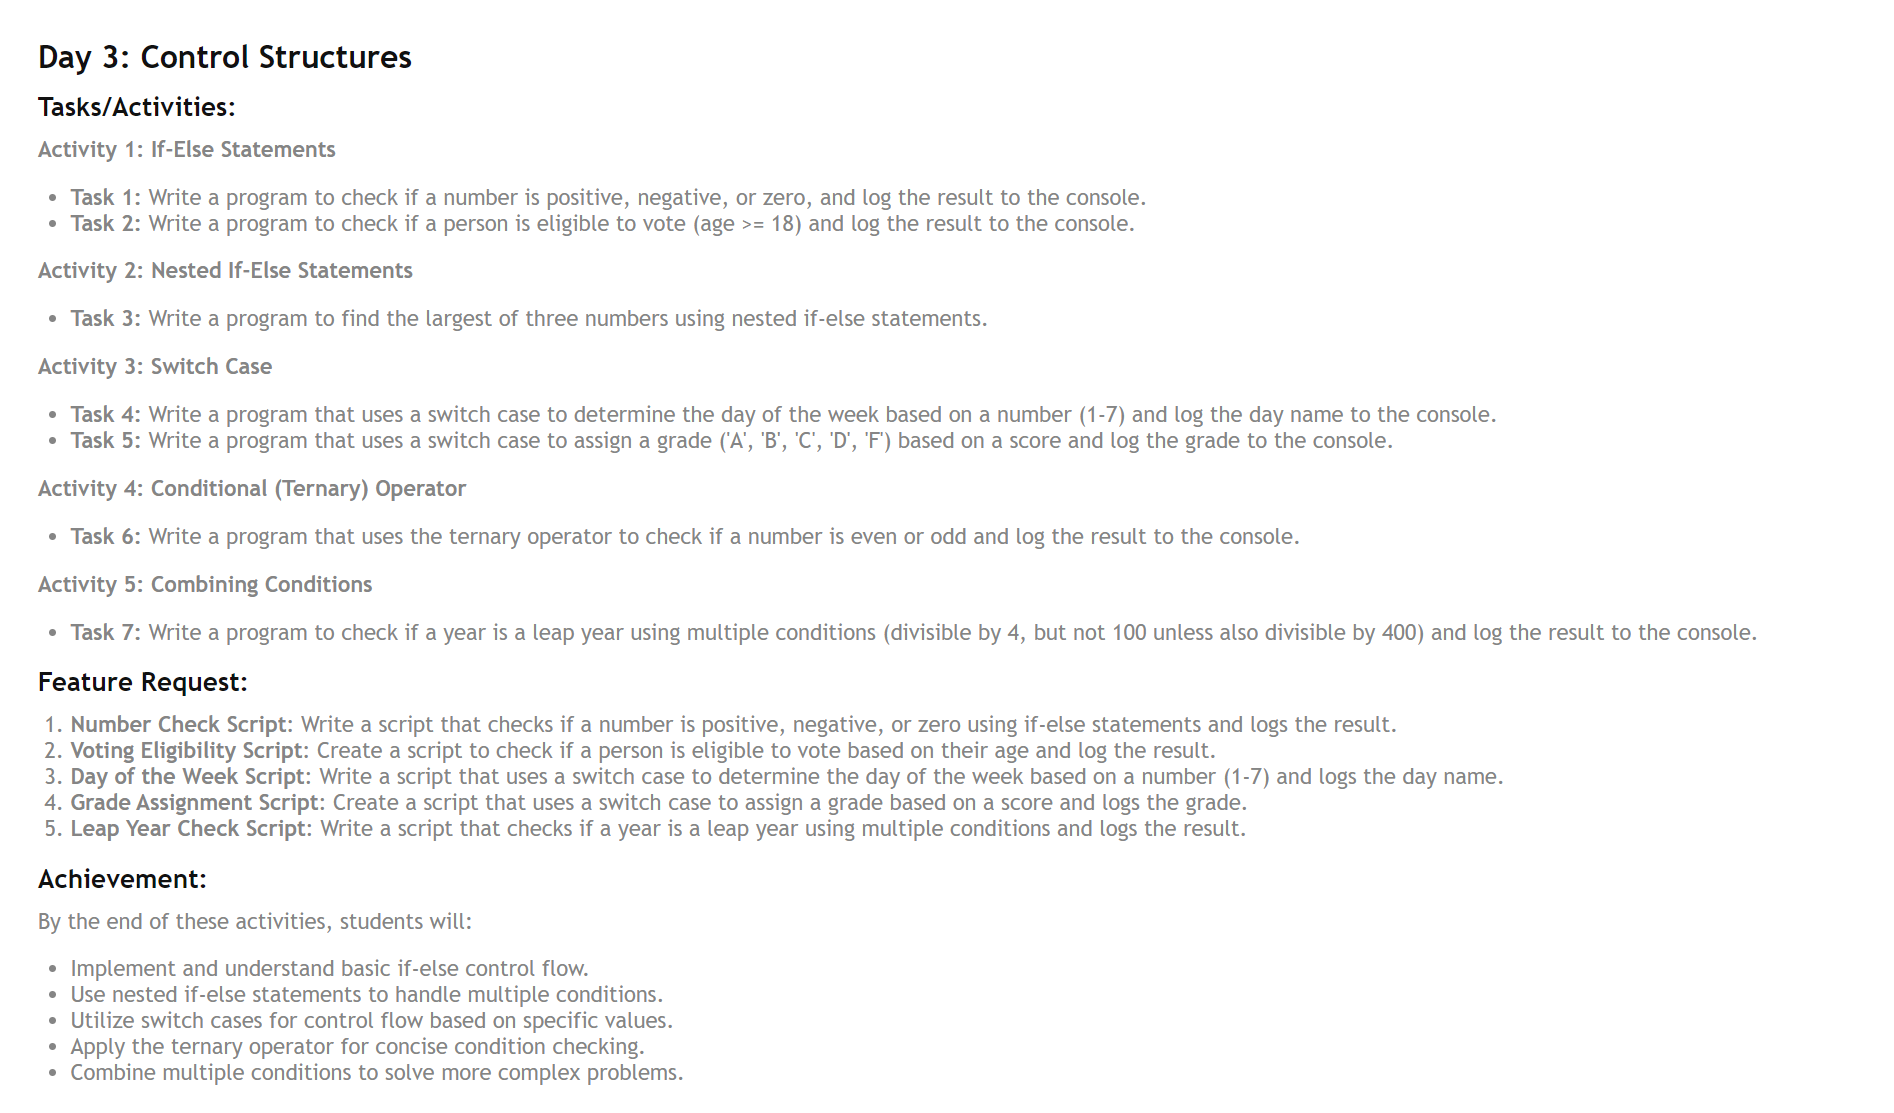 Day 3: Control Structures
Tasks/Activities:
Activity 1: If-Else Statements
• Task 1: Write a program to check if a number is positive, negative, or zero, and log the result to the console.
• Task 2: Write a program to check if a person is eligible to vote (age >= 18) and log the result to the console.
Activity 2: Nested If-Else Statements
• Task 3: Write a program to find the largest of three numbers using nested if-else statements.
Activity 3: Switch Case
• Task 4: Write a program that uses a switch case to determine the day of the week based on a number (1-7) and log the day name to the console.
• Task 5: Write a program that uses a switch case to assign a grade ('A', 'B', 'C', 'D', 'F') based on a score and log the grade to the console.
Activity 4: Conditional (Ternary) Operator
• Task 6: Write a program that uses the ternary operator to check if a number is even or odd and log the result to the console.
Activity 5: Combining Conditions
• Task 7: Write a program to check if a year is a leap year using multiple conditions (divisible by 4, but not 100 unless also divisible by 400) and log the result to the console.
Feature Request:
1. Number Check Script: Write a script that checks if a number is positive, negative, or zero using if-else statements and logs the result.
2. Voting Eligibility Script: Create a script to check if a person is eligible to vote based on their age and log the result.
3. Day of the Week Script: Write a script that uses a switch case to determine the day of the week based on a number (1-7) and logs the day name.
4. Grade Assignment Script: Create a script that uses a switch case to assign a grade based on a score and logs the grade.
5. Leap Year Check Script: Write a script that checks if a year is a leap year using multiple conditions and logs the result.
Achievement:
By the end of these activities, students will:
• Implement and understand basic if-else control flow.
• Use nested if-else statements to handle multiple conditions.
• Utilize switch cases for control flow based on specific values.
• Apply the ternary operator for concise condition checking.
• Combine multiple conditions to solve more complex problems.